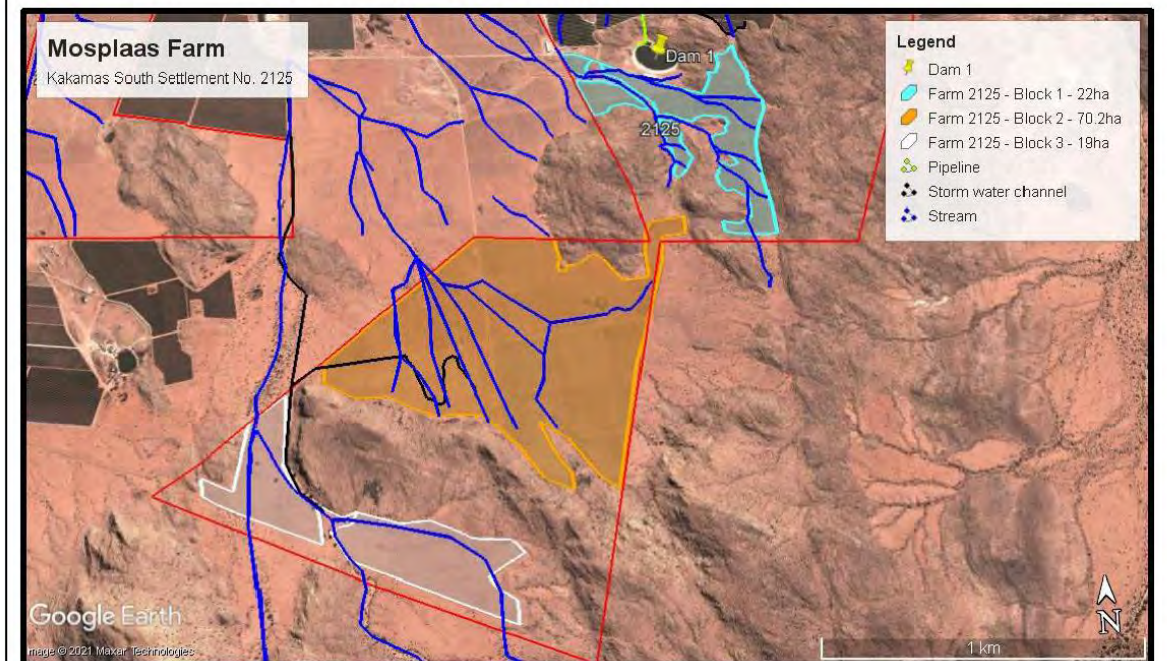 Mosplaas Farm
Kakamas South Settlement No. 2125
Legend
Dam 1
Farm 2125 - Block 1 - 22ha
Farm 2125 - Block 2 - 70.2ha
Farm 2125 - Block 3 - 19ha
Pipeline
Storm water channel
Stream
Dam 1
2125
Google Earth
mage © 2021 Maxar Technologies
N
1 km